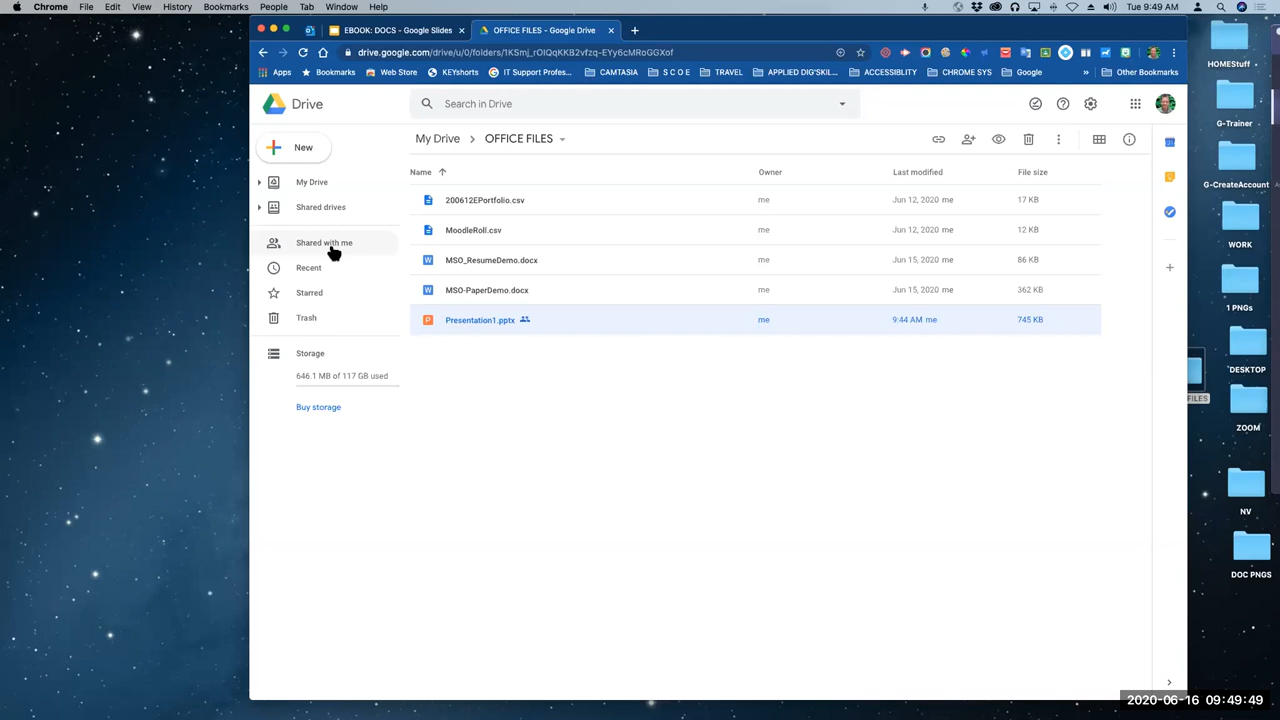 Chrome File Edit View History Bookmarks People Tab Window Help
Tue 9:49 AM
EBOOK: DOCS - Google Slides
OFFICE FILES - Google Drive
drive.google.com/drive/u/0/folders/1KSmj_rOIQqKKB2vfzq-EYy6cMRoGGXof
Apps Bookmarks Web Store KEYshorts IT Support Profes... CAMTASIA S C O E TRAVEL APPLIED DIG'SKIL... ACCESSIBLITY CHROME SYS Google » Other Bookmarks
Drive
Search in Drive
New
My Drive
Shared drives
Shared with me
Recent
Starred
Trash
Storage
646.1 MB of 117 GB used
Buy storage
My Drive > OFFICE FILES
Name Owner Last modified File size
200612EPortfolio.csv me Jun 12, 2020 me 17 KB
MoodleRoll.csv me Jun 12, 2020 me 12 KB
MSO_ResumeDemo.docx me Jun 15, 2020 me 86 KB
MSO-PaperDemo.docx me Jun 15, 2020 me 362 KB
Presentation1.pptx me 9:44 AM me 745 KB
HOMEStuff
G-Trainer
G-CreateAccount
WORK
1 PNGs
DESKTOP
FILES
ZOOM
NV
DOC PNGS
2020-06-16 09:49:49